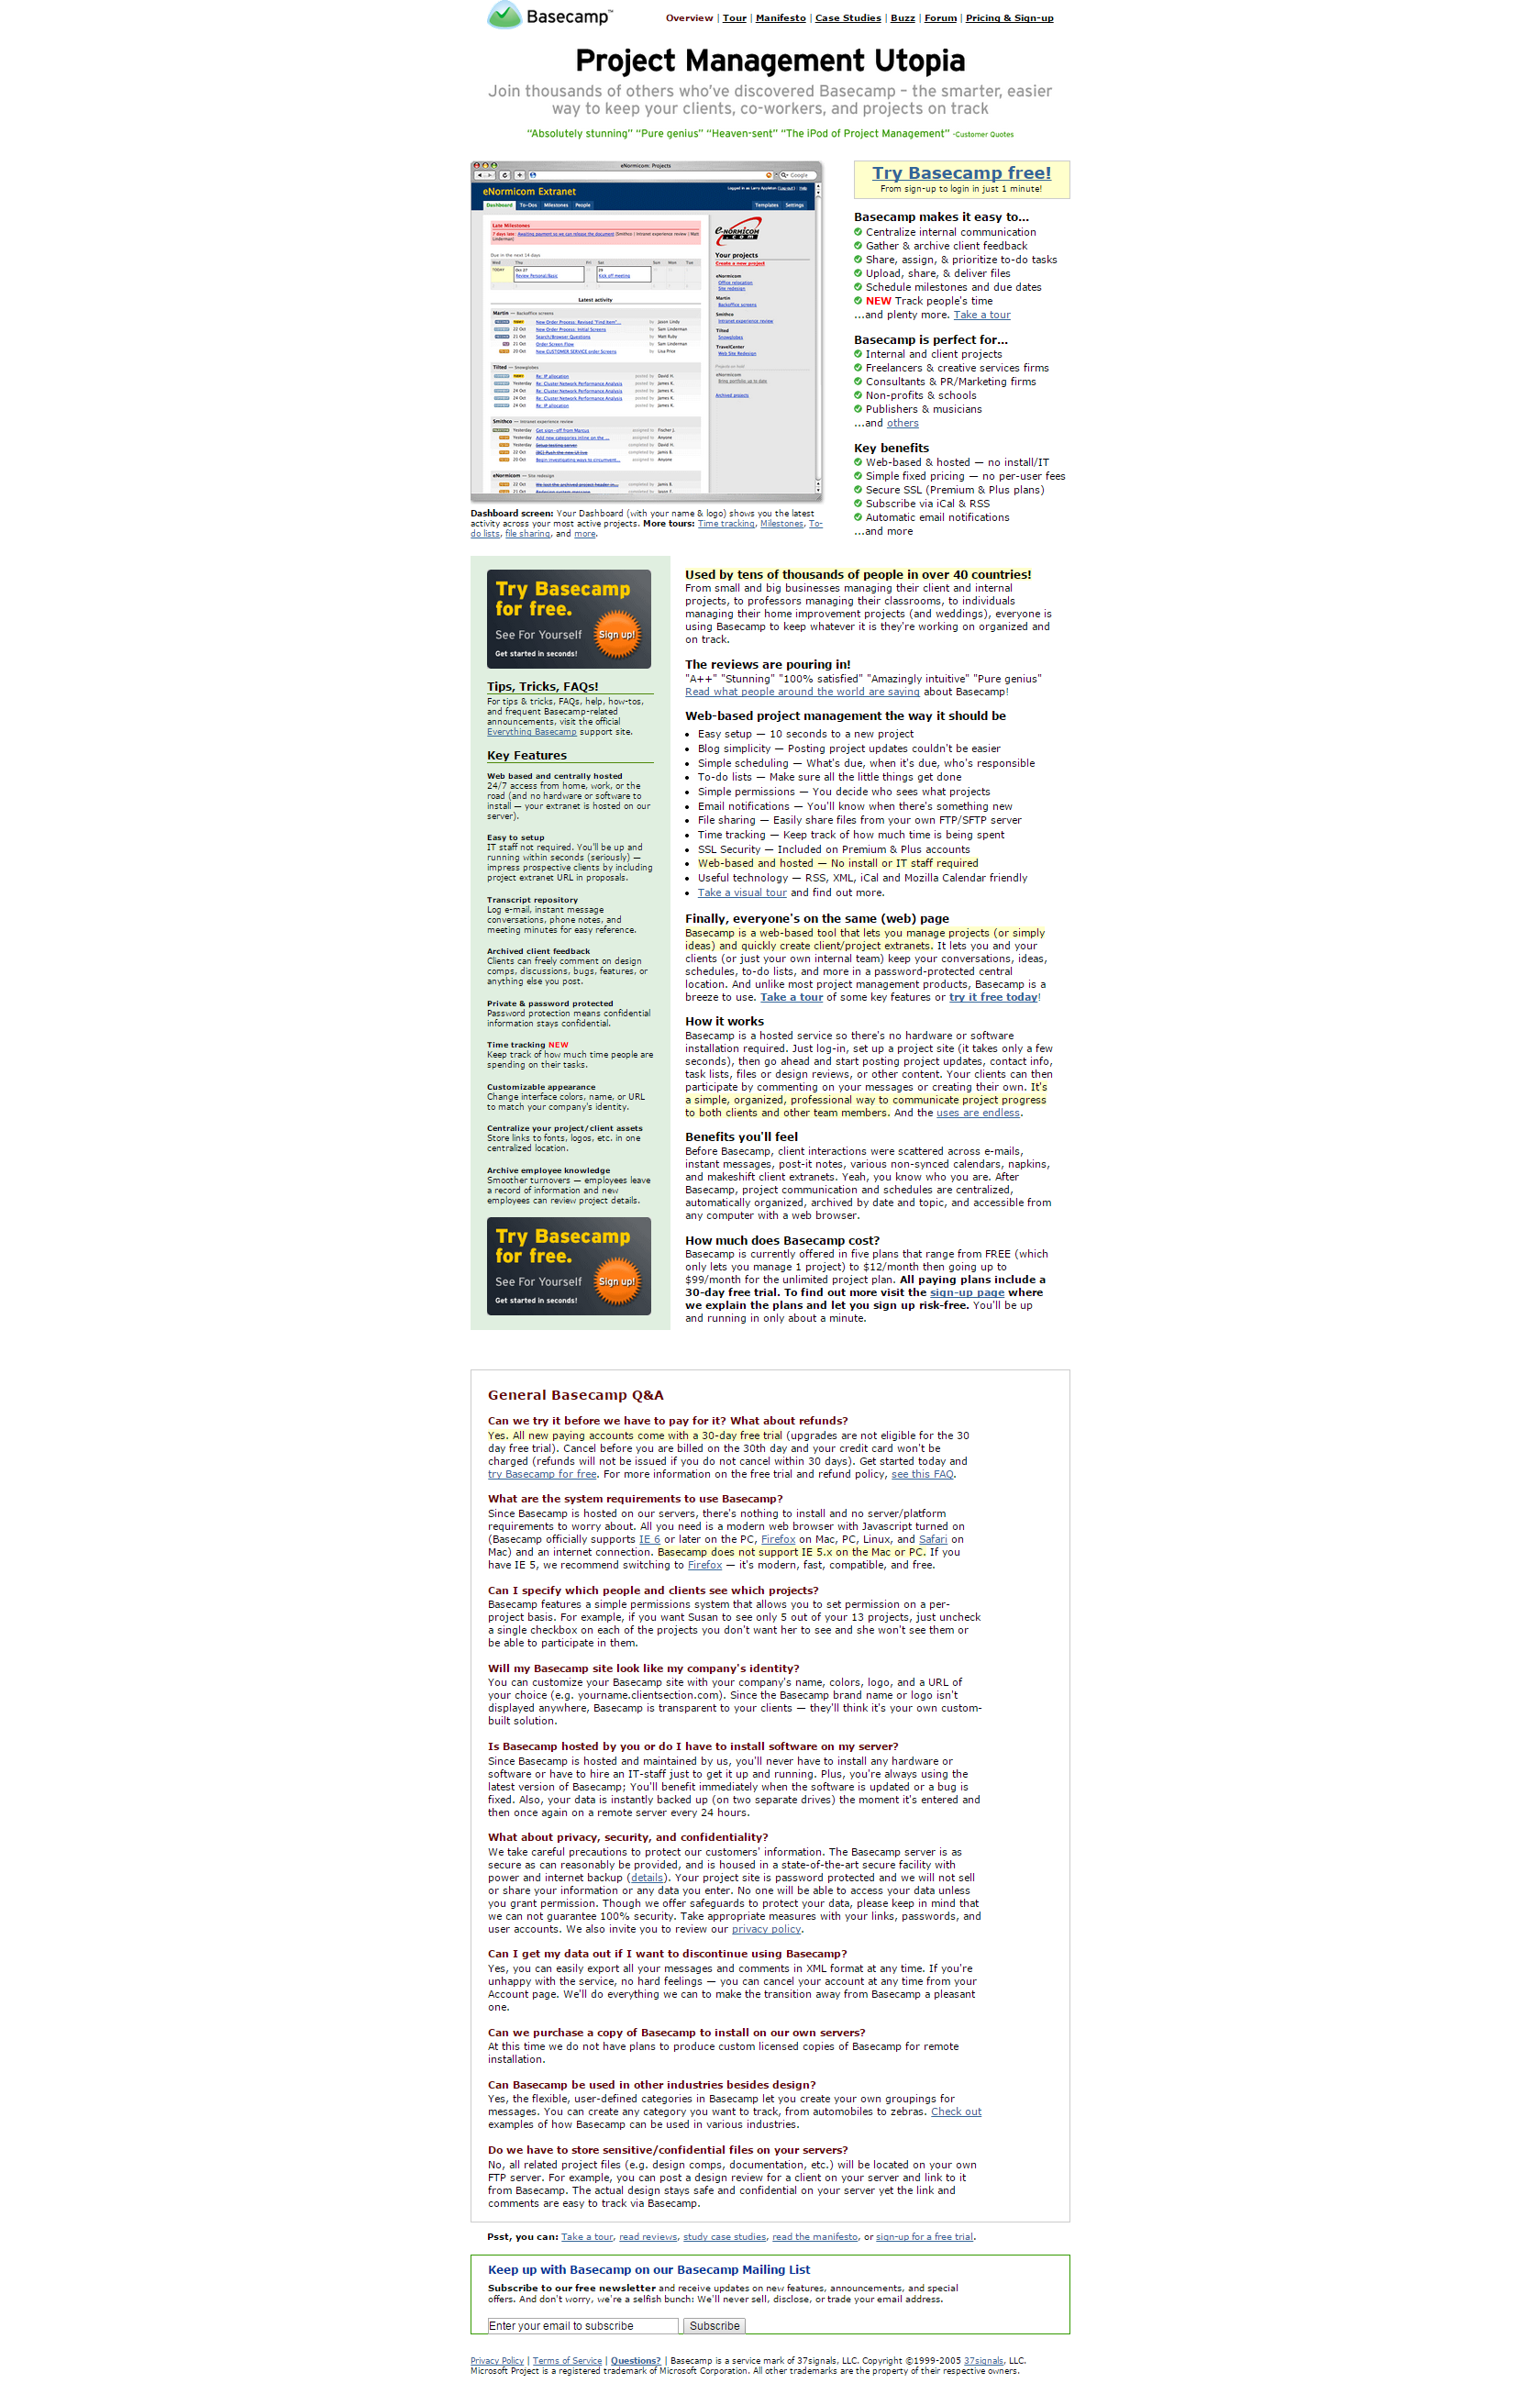 Basecamp™
Overview | Tour | Manifesto | Case Studies | Buzz | Forum | Pricing & Sign-up
Project Management Utopia
Join thousands of others who've discovered Basecamp – the smarter, easier
way to keep your clients, co-workers, and projects on track
“Absolutely stunning” “Pure genius” “Heaven-sent” “The iPod of Project Management” -Customer Quotes
eNormicom: Projects
Google
eNormicom Extranet
Dashboard To-Dos Milestones People
Templates Settings
Late Milestones
Due in the next 14 days
Latest activity
Your projects
Create a new project
Dashboard screen: Your Dashboard (with your name & logo) shows you the latest
activity across your most active projects. More tours: Time tracking, Milestones, To-
do lists, file sharing, and more.
Try Basecamp free!
From sign-up to login in just 1 minute!
Basecamp makes it easy to...
Centralize internal communication
Gather & archive client feedback
Share, assign, & prioritize to-do tasks
Upload, share, & deliver files
Schedule milestones and due dates
NEW Track people's time
...and plenty more. Take a tour
Basecamp is perfect for...
Internal and client projects
Freelancers & creative services firms
Consultants & PR/Marketing firms
Non-profits & schools
Publishers & musicians
...and others
Key benefits
Web-based & hosted — no install/IT
Simple fixed pricing — no per-user fees
Secure SSL (Premium & Plus plans)
Subscribe via iCal & RSS
Automatic email notifications
...and more
Try Basecamp
for free.
See For Yourself
Sign up!
Get started in seconds!
Tips, Tricks, FAQs!
For tips & tricks, FAQs, help, how-tos,
and frequent Basecamp-related
announcements, visit the official
Everything Basecamp support site.
Key Features
Web based and centrally hosted
24/7 access from home, work, or the
road (and no hardware or software to
install — your extranet is hosted on our
server).
Easy to setup
IT staff not required. You'll be up and
running within seconds (seriously) —
impress prospective clients by including
project extranet URL in proposals.
Transcript repository
Log e-mail, instant message
conversations, phone notes, and
meeting minutes for easy reference.
Archived client feedback
Clients can freely comment on design
comps, discussions, bugs, features, or
anything else you post.
Private & password protected
Password protection means confidential
information stays confidential.
Time tracking NEW
Keep track of how much time people are
spending on their tasks.
Customizable appearance
Change interface colors, name, or URL
to match your company's identity.
Centralize your project/client assets
Store links to fonts, logos, etc. in one
centralized location.
Archive employee knowledge
Smoother turnovers — employees leave
a record of information and new
employees can review project details.
Try Basecamp
for free.
See For Yourself
Sign up!
Get started in seconds!
Used by tens of thousands of people in over 40 countries!
From small and big businesses managing their client and internal
projects, to professors managing their classrooms, to individuals
managing their home improvement projects (and weddings), everyone is
using Basecamp to keep whatever it is they're working on organized and
on track.
The reviews are pouring in!
"A++" "Stunning" "100% satisfied" "Amazingly intuitive" "Pure genius"
Read what people around the world are saying about Basecamp!
Web-based project management the way it should be
Easy setup — 10 seconds to a new project
Blog simplicity — Posting project updates couldn't be easier
Simple scheduling — What's due, when it's due, who's responsible
To-do lists — Make sure all the little things get done
Simple permissions — You decide who sees what projects
Email notifications — You'll know when there's something new
File sharing — Easily share files from your own FTP/SFTP server
Time tracking — Keep track of how much time is being spent
SSL Security — Included on Premium & Plus accounts
Web-based and hosted — No install or IT staff required
Useful technology — RSS, XML, iCal and Mozilla Calendar friendly
Take a visual tour and find out more.
Finally, everyone's on the same (web) page
Basecamp is a web-based tool that lets you manage projects (or simply
ideas) and quickly create client/project extranets. It lets you and your
clients (or just your own internal team) keep your conversations, ideas,
schedules, to-do lists, and more in a password-protected central
location. And unlike most project management products, Basecamp is a
breeze to use. Take a tour of some key features or try it free today!
How it works
Basecamp is a hosted service so there's no hardware or software
installation required. Just log-in, set up a project site (it takes only a few
seconds), then go ahead and start posting project updates, contact info,
task lists, files or design reviews, or other content. Your clients can then
participate by commenting on your messages or creating their own. It's
a simple, organized, professional way to communicate project progress
to both clients and other team members. And the uses are endless.
Benefits you'll feel
Before Basecamp, client interactions were scattered across e-mails,
instant messages, post-it notes, various non-synced calendars, napkins,
and makeshift client extranets. Yeah, you know who you are. After
Basecamp, project communication and schedules are centralized,
automatically organized, archived by date and topic, and accessible from
any computer with a web browser.
How much does Basecamp cost?
Basecamp is currently offered in five plans that range from FREE (which
only lets you manage 1 project) to $12/month then going up to
$99/month for the unlimited project plan. All paying plans include a
30-day free trial. To find out more visit the sign-up page where
we explain the plans and let you sign up risk-free. You'll be up
and running in only about a minute.
General Basecamp Q&A
Can we try it before we have to pay for it? What about refunds?
Yes. All new paying accounts come with a 30-day free trial (upgrades are not eligible for the 30
day free trial). Cancel before you are billed on the 30th day and your credit card won't be
charged (refunds will not be issued if you do not cancel within 30 days). Get started today and
try Basecamp for free. For more information on the free trial and refund policy, see this FAQ.
What are the system requirements to use Basecamp?
Since Basecamp is hosted on our servers, there's nothing to install and no server/platform
requirements to worry about. All you need is a modern web browser with Javascript turned on
(Basecamp officially supports IE 6 or later on the PC, Firefox on Mac, PC, Linux, and Safari on
Mac) and an internet connection. Basecamp does not support IE 5.x on the Mac or PC. If you
have IE 5, we recommend switching to Firefox — it's modern, fast, compatible, and free.
Can I specify which people and clients see which projects?
Basecamp features a simple permissions system that allows you to set permission on a per-
project basis. For example, if you want Susan to see only 5 out of your 13 projects, just uncheck
a single checkbox on each of the projects you don't want her to see and she won't see them or
be able to participate in them.
Will my Basecamp site look like my company's identity?
You can customize your Basecamp site with your company's name, colors, logo, and a URL of
your choice (e.g. yourname.clientsection.com). Since the Basecamp brand name or logo isn't
displayed anywhere, Basecamp is transparent to your clients — they'll think it's your own custom-
built solution.
Is Basecamp hosted by you or do I have to install software on my server?
Since Basecamp is hosted and maintained by us, you'll never have to install any hardware or
software or have to hire an IT-staff just to get it up and running. Plus, you're always using the
latest version of Basecamp; You'll benefit immediately when the software is updated or a bug is
fixed. Also, your data is instantly backed up (on two separate drives) the moment it's entered and
then once again on a remote server every 24 hours.
What about privacy, security, and confidentiality?
We take careful precautions to protect our customers' information. The Basecamp server is as
secure as can reasonably be provided, and is housed in a state-of-the-art secure facility with
power and internet backup (details). Your project site is password protected and we will not sell
or share your information or any data you enter. No one will be able to access your data unless
you grant permission. Though we offer safeguards to protect your data, please keep in mind that
we can not guarantee 100% security. Take appropriate measures with your links, passwords, and
user accounts. We also invite you to review our privacy policy.
Can I get my data out if I want to discontinue using Basecamp?
Yes, you can easily export all your messages and comments in XML format at any time. If you're
unhappy with the service, no hard feelings — you can cancel your account at any time from your
Account page. We'll do everything we can to make the transition away from Basecamp a pleasant
one.
Can we purchase a copy of Basecamp to install on our own servers?
At this time we do not have plans to produce custom licensed copies of Basecamp for remote
installation.
Can Basecamp be used in other industries besides design?
Yes, the flexible, user-defined categories in Basecamp let you create your own groupings for
messages. You can create any category you want to track, from automobiles to zebras. Check out
examples of how Basecamp can be used in various industries.
Do we have to store sensitive/confidential files on your servers?
No, all related project files (e.g. design comps, documentation, etc.) will be located on your own
FTP server. For example, you can post a design review for a client on your server and link to it
from Basecamp. The actual design stays safe and confidential on your server yet the link and
comments are easy to track via Basecamp.
Psst, you can: Take a tour, read reviews, study case studies, read the manifesto, or sign-up for a free trial.
Keep up with Basecamp on our Basecamp Mailing List
Subscribe to our free newsletter and receive updates on new features, announcements, and special
offers. And don't worry, we're a selfish bunch: We'll never sell, disclose, or trade your email address.
Enter your email to subscribe Subscribe
Privacy Policy | Terms of Service | Questions? | Basecamp is a service mark of 37signals, LLC. Copyright ©1999-2005 37signals, LLC.
Microsoft Project is a registered trademark of Microsoft Corporation. All other trademarks are the property of their respective owners.